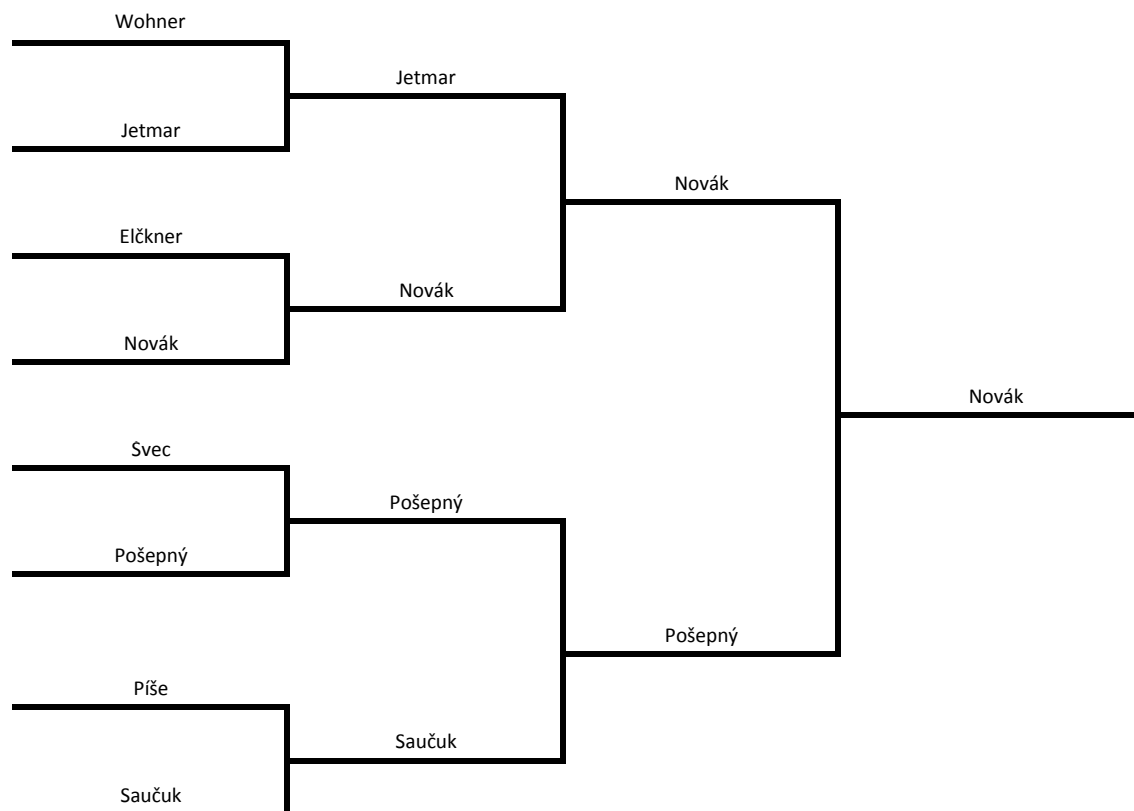 Wohner
Jetmar
Jetmar
Novák
Elčkner
Novák
Novák
Novák
Svec
Pošepný
Pošepný
Pošepný
Píše
Saučuk
Saučuk